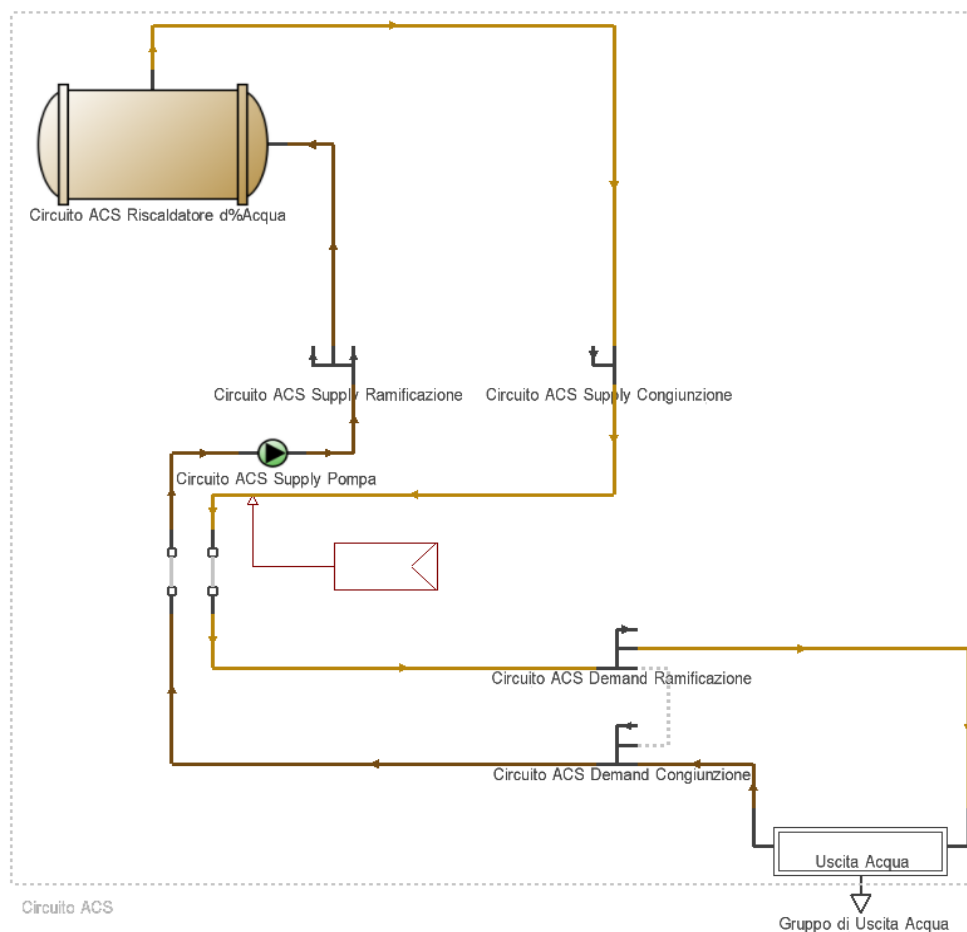 Circuito ACS Riscaldatore d%Acqua
Circuito ACS Supply Ramificazione
Circuito ACS Supply Congiunzione
Circuito ACS Supply Pompa
Circuito ACS Demand Ramificazione
Circuito ACS Demand Congiunzione
Uscita Acqua
Circuito ACS
Gruppo di Uscita Acqua